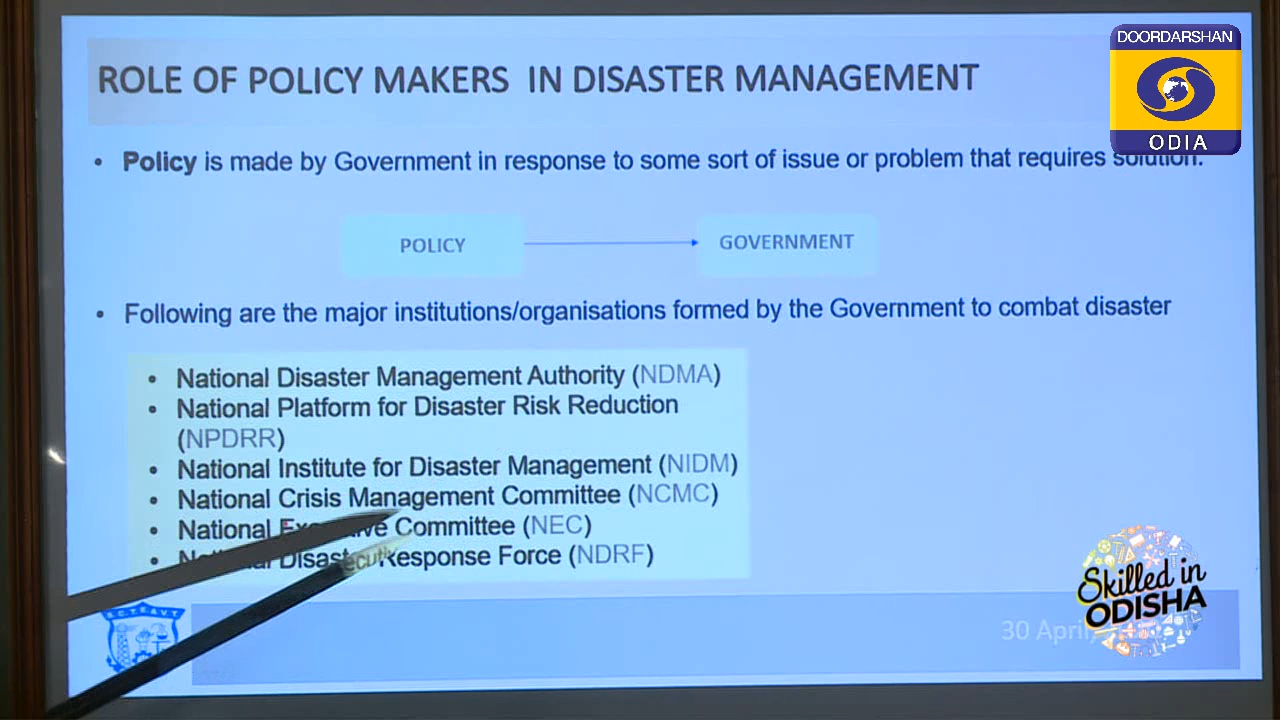 DOORDARSHAN
ODIA
ROLE OF POLICY MAKERS IN DISASTER MANAGEMENT
• Policy is made by Government in response to some sort of issue or problem that requires solution.
POLICY
GOVERNMENT
• Following are the major institutions/organisations formed by the Government to combat disaster
• National Disaster Management Authority (NDMA)
• National Platform for Disaster Risk Reduction
(NPDRR)
• National Institute for Disaster Management (NIDM)
• National Crisis Management Committee (NCMC)
• National Committee (NEC)
• Response Force (NDRF)
S.C.T.E.&V.T.
30 April,
Skilled in
ODISHA